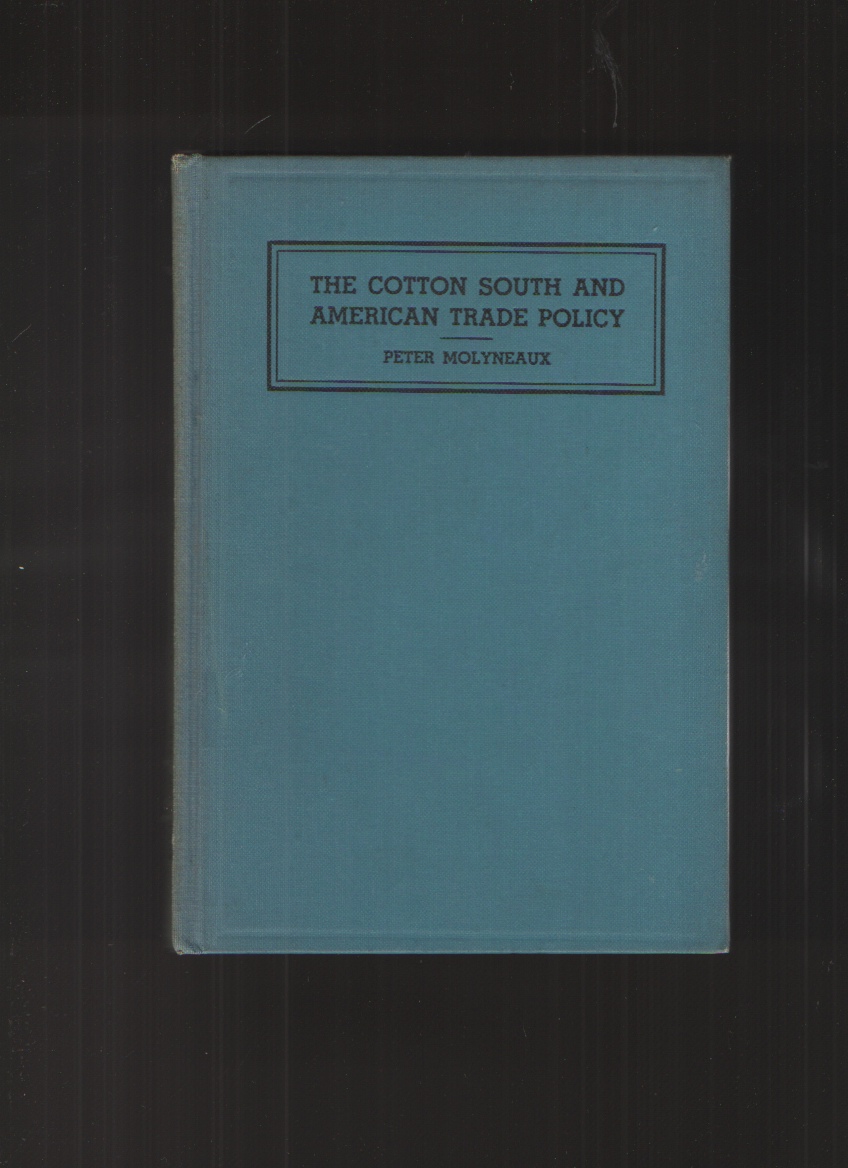 THE COTTON SOUTH AND
AMERICAN TRADE POLICY
PETER MOLYNEAUX